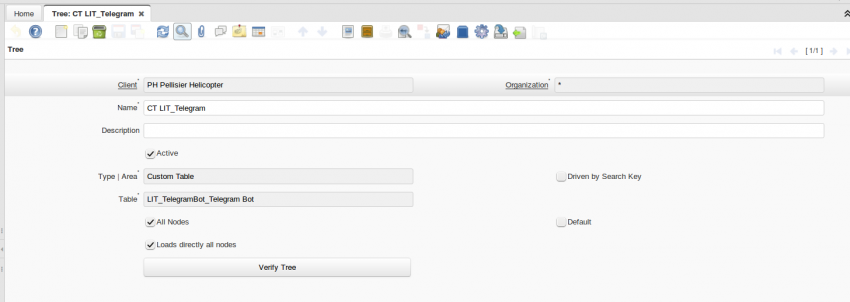 Home Tree: CT LIT_Telegram
Tree [ 1/1 ]
Client* PH Pellisier Helicopter Organization* *
Name* CT LIT_Telegram
Description
Active
Type | Area* Custom Table Driven by Search Key
Table* LIT_TelegramBot_Telegram Bot
All Nodes Default
Loads directly all nodes
Verify Tree